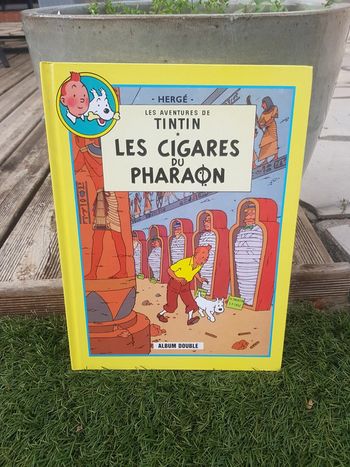 • HERGÉ •
LES AVENTURES DE
TINTIN
LES CIGARES
DU
PHARAON
ALBUM DOUBLE